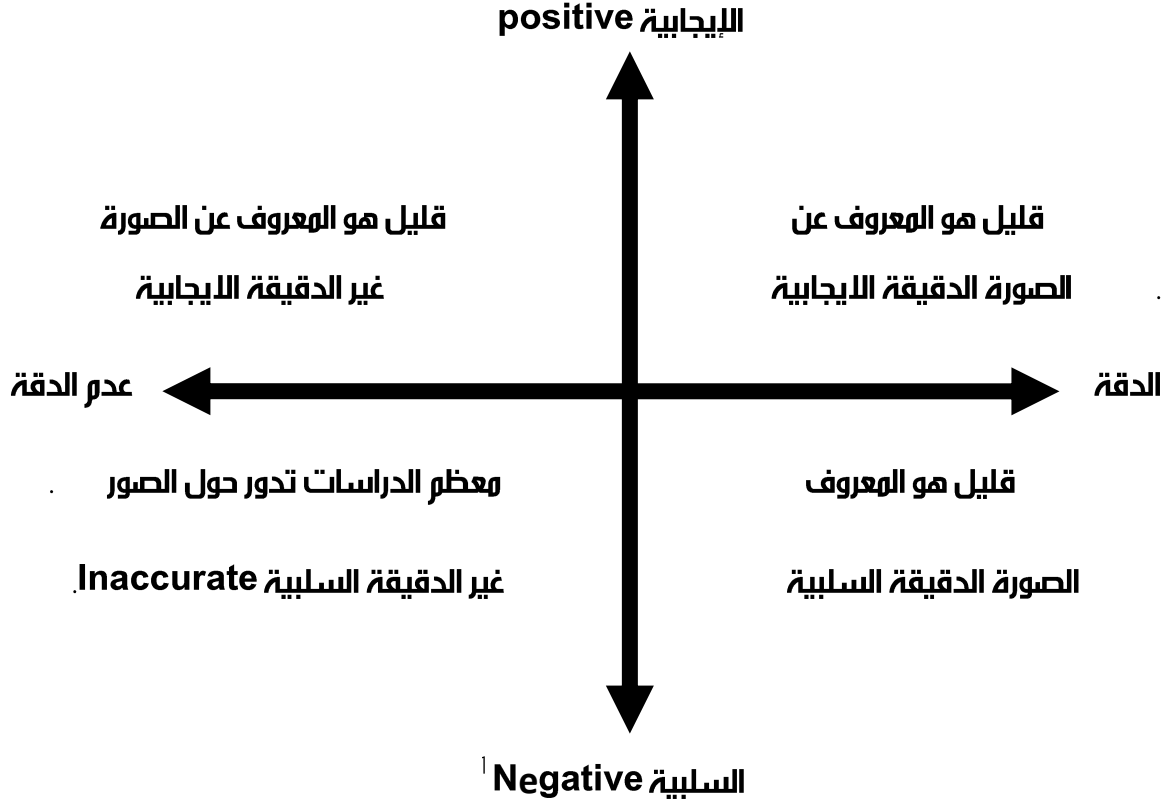 الإيجابية positive
قليل هو المعروف عن
الصورة الدقيقة الايجابية
.
قليل هو المعروف عن الصورة
غير الدقيقة الايجابية
الدقة
عدم الدقة
قليل هو المعروف
الصورة الدقيقة السلبية
معظم الدراسات تدور حول الصور .
غير الدقيقة السلبية Inaccurate.
السلبية Negative 1